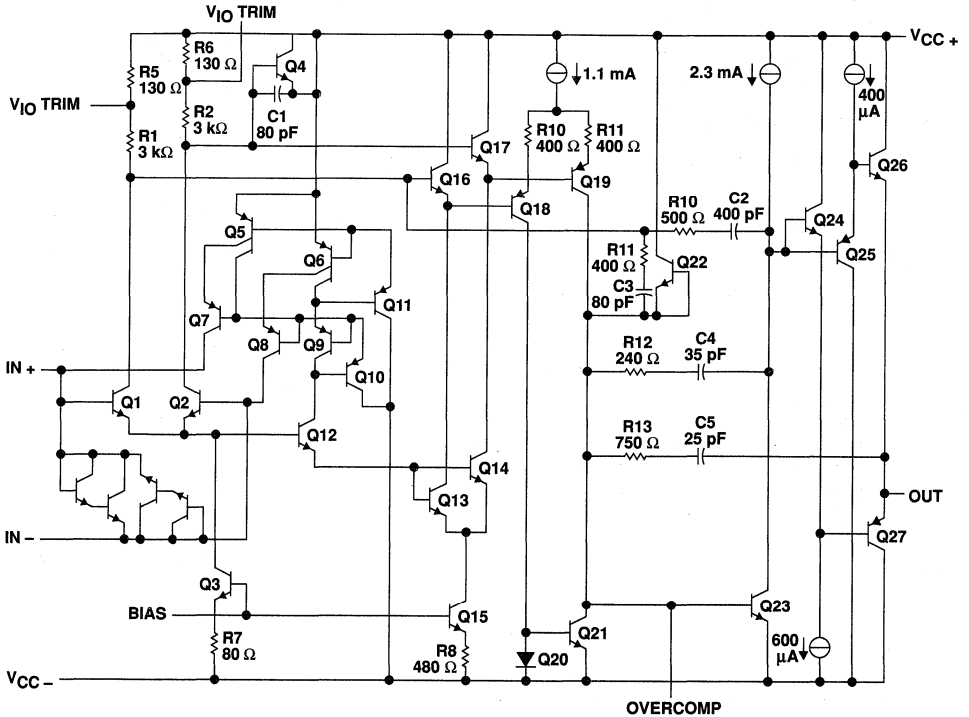 VIO TRIM
VCC +
R6
130 Ω
R5
130 Ω
Q4
1.1 mA
2.3 mA
400
μA
VIO TRIM
C1
80 pF
R2
3 kΩ
R1
3 kΩ
R10
400 Ω
R11
400 Ω
Q17
Q16
Q19
Q18
Q26
R10
500 Ω
C2
400 pF
Q24
Q5
Q6
Q25
R11
400 Ω
Q22
C3
80 pF
Q11
Q7
Q8
Q9
Q10
R12
240 Ω
C4
35 pF
IN +
Q1
Q2
Q12
R13
750 Ω
C5
25 pF
Q14
Q13
OUT
IN –
Q27
Q3
BIAS
Q15
Q23
Q21
R7
80 Ω
R8
480 Ω
Q20
600
μA
VCC –
OVERCOMP